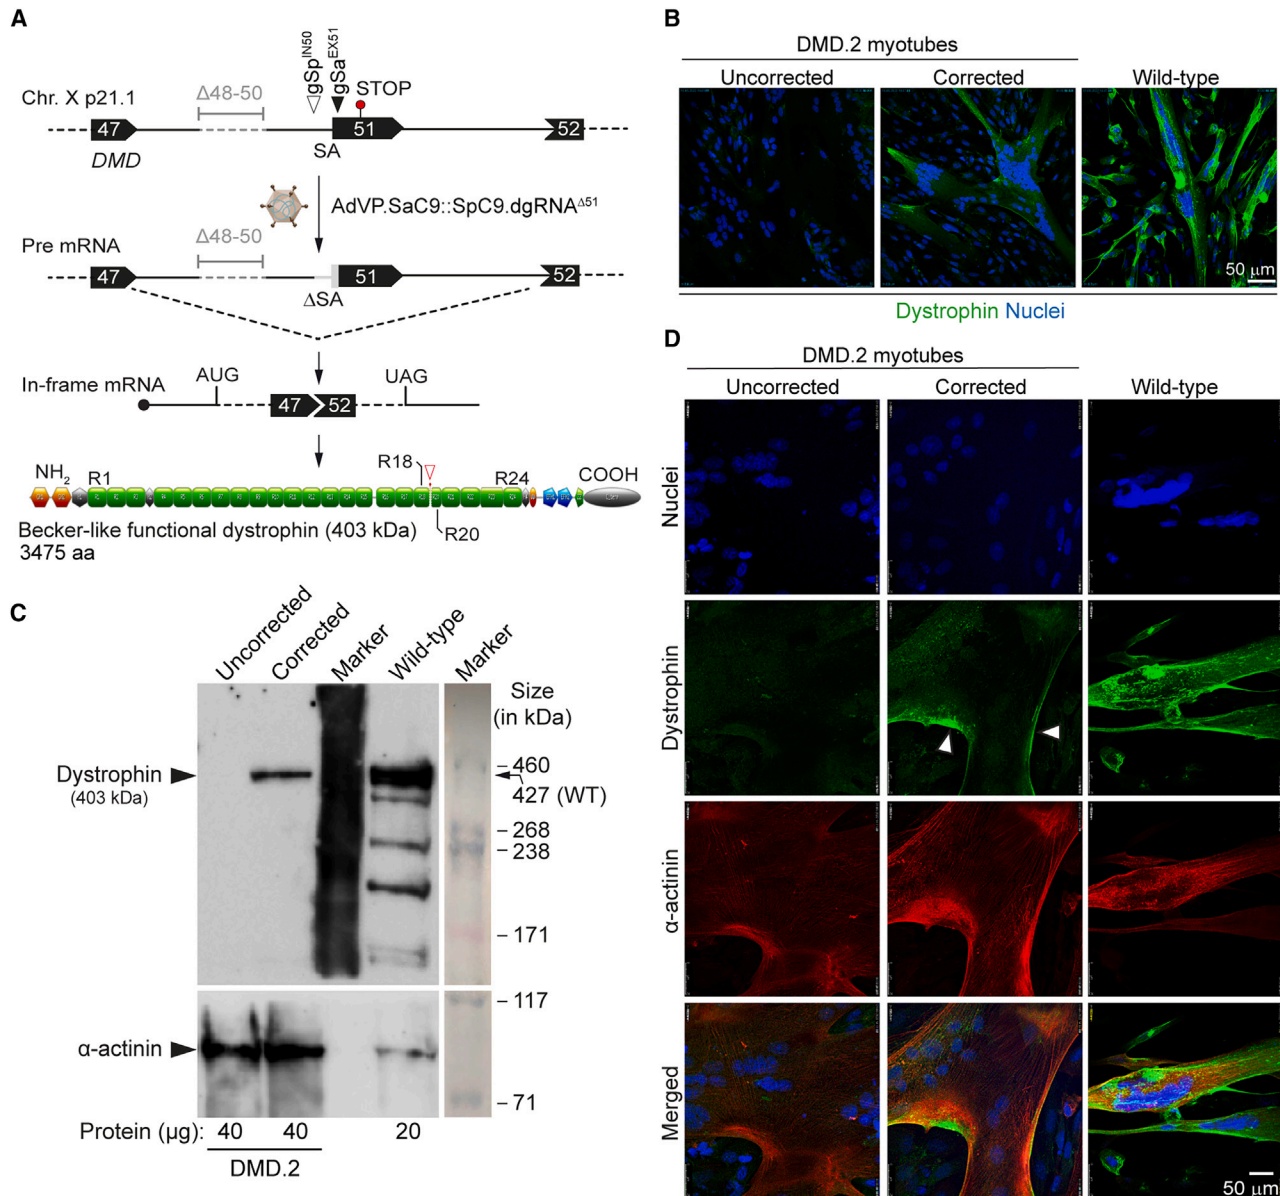 A
gSp^IN50
gSa^EX51
Chr. X p21.1
Δ48-50
STOP
47
51
52
DMD
SA
AdVP.SaC9::SpC9.dgRNA^Δ51
Pre mRNA
Δ48-50
47
51
52
ΔSA
In-frame mRNA
AUG
UAG
47
52
NH₂
R1
R18
R24
COOH
R20
Becker-like functional dystrophin (403 kDa)
3475 aa
B
DMD.2 myotubes
Uncorrected
Corrected
Wild-type
50 µm
Dystrophin Nuclei
C
Uncorrected
Corrected
Marker
Wild-type
Marker
Size
(in kDa)
Dystrophin
(403 kDa)
460
427 (WT)
268
238
171
117
71
α-actinin
Protein (µg): 40 40 20
DMD.2
D
DMD.2 myotubes
Uncorrected
Corrected
Wild-type
Nuclei
Dystrophin
α-actinin
Merged
50 µm